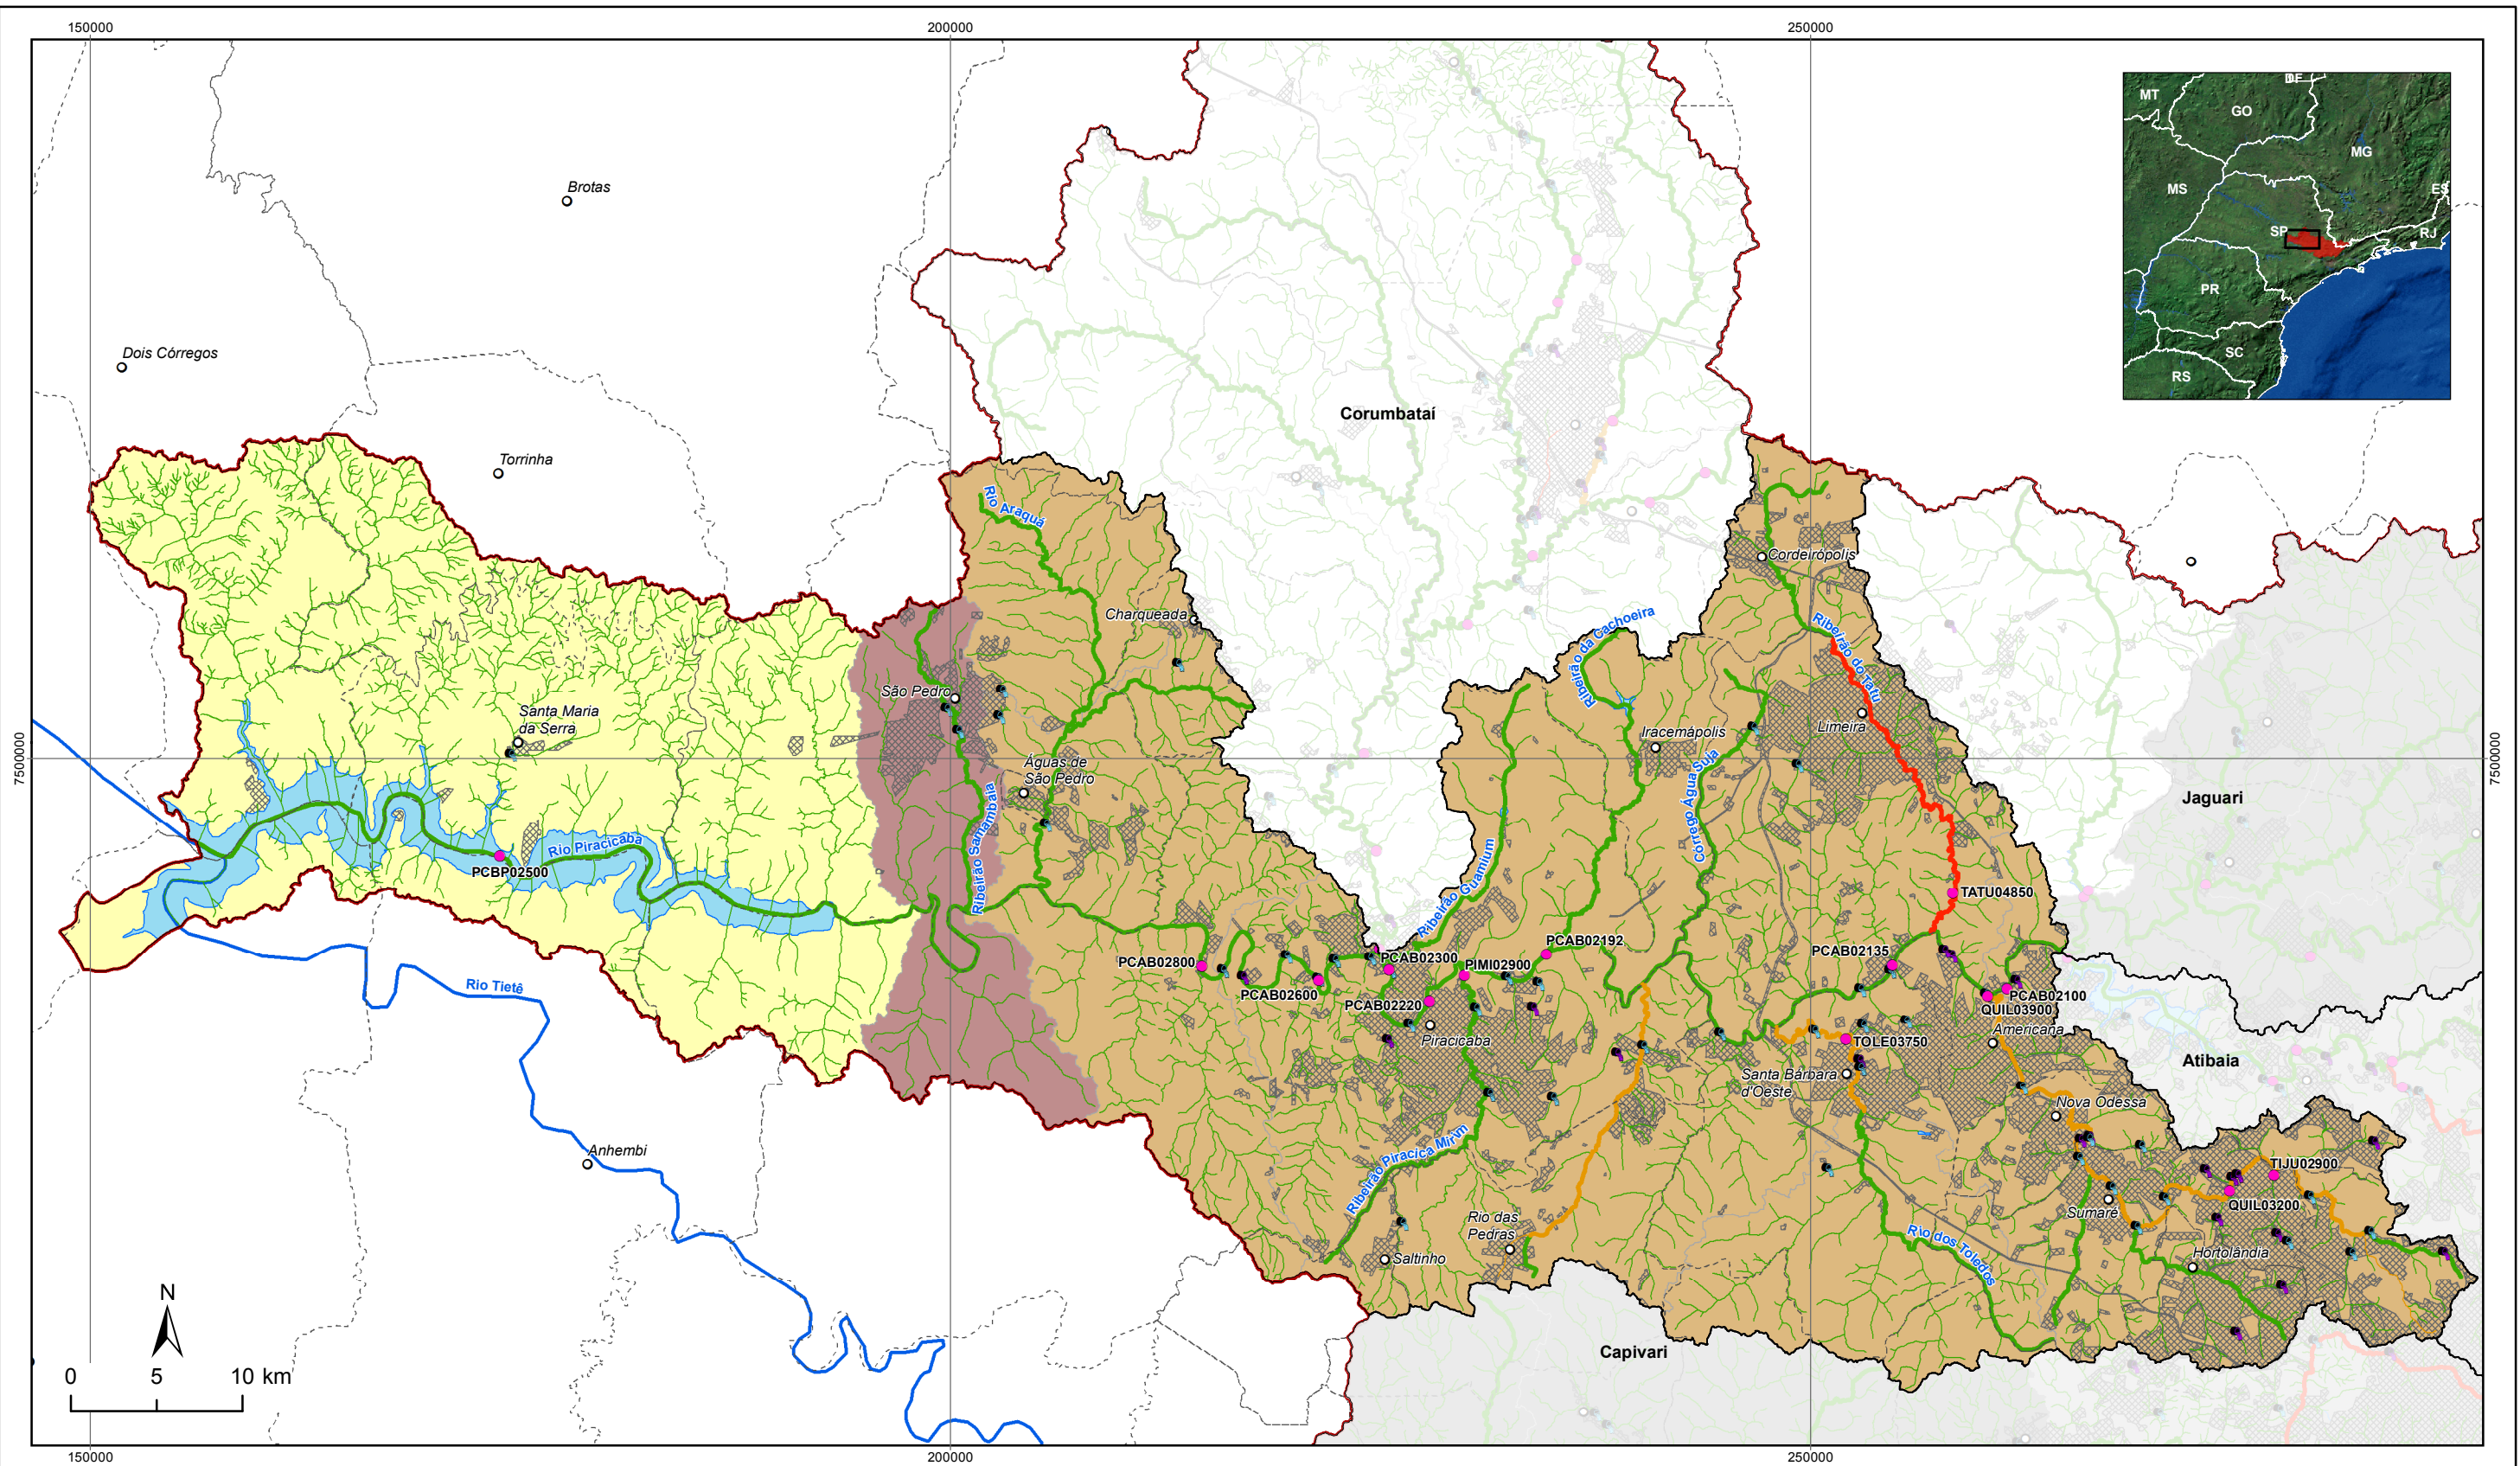 150000
200000
250000
MT
GO
DF
MG
MS
ES
SP
RJ
PR
SC
RS
Brotas
Dois Córregos
Torrinha
Corumbataí
Rio Araquá
Cordeirópolis
Charqueada
Ribeirão da Cachoeira
Ribeirão do Tatu
São Pedro
Santa Maria
da Serra
Limeira
Iracemápolis
7500000
7500000
Águas de
São Pedro
Córrego Água Suja
Jaguari
Ribeirão Samambaia
Rio Piracicaba
PCBP02500
Ribeirão Guamium
TATU04850
PCAB02192
PCAB02135
PCAB02800
PCAB02300
PIMI02900
PCAB02600
PCAB02220
PCAB02100
QUIL03900
Rio Tietê
Americana
Piracicaba
TOLE03750
Santa Bárbara
d'Oeste
Atibaia
Nova Odessa
Anhembi
Ribeirão Piracica Mirim
TIJU02900
QUIL03200
Sumaré
Rio das
Pedras
Rio dos Toledos
Saltinho
Hortolândia
N
Capivari
0 5 10 km
150000
200000
250000